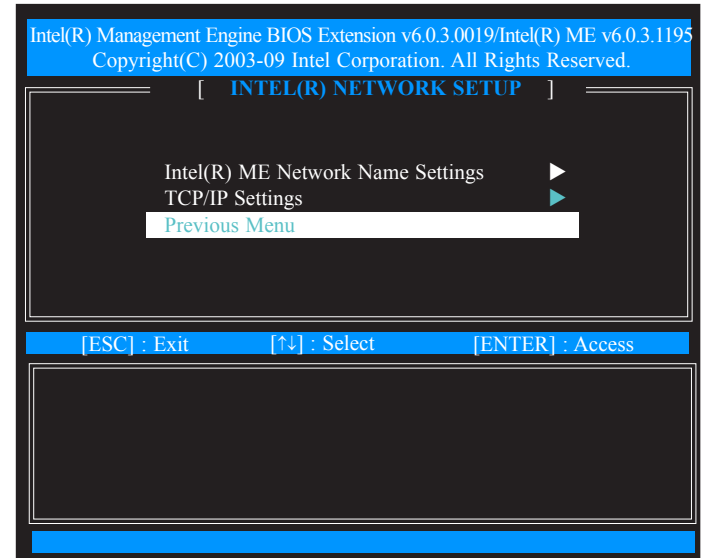 Intel(R) Management Engine BIOS Extension v6.0.3.0019/Intel(R) ME v6.0.3.1195
Copyright(C) 2003-09 Intel Corporation. All Rights Reserved.
[ INTEL(R) NETWORK SETUP ]
Intel(R) ME Network Name Settings ▶
TCP/IP Settings ▶
Previous Menu
[ESC] : Exit [↑↓] : Select [ENTER] : Access